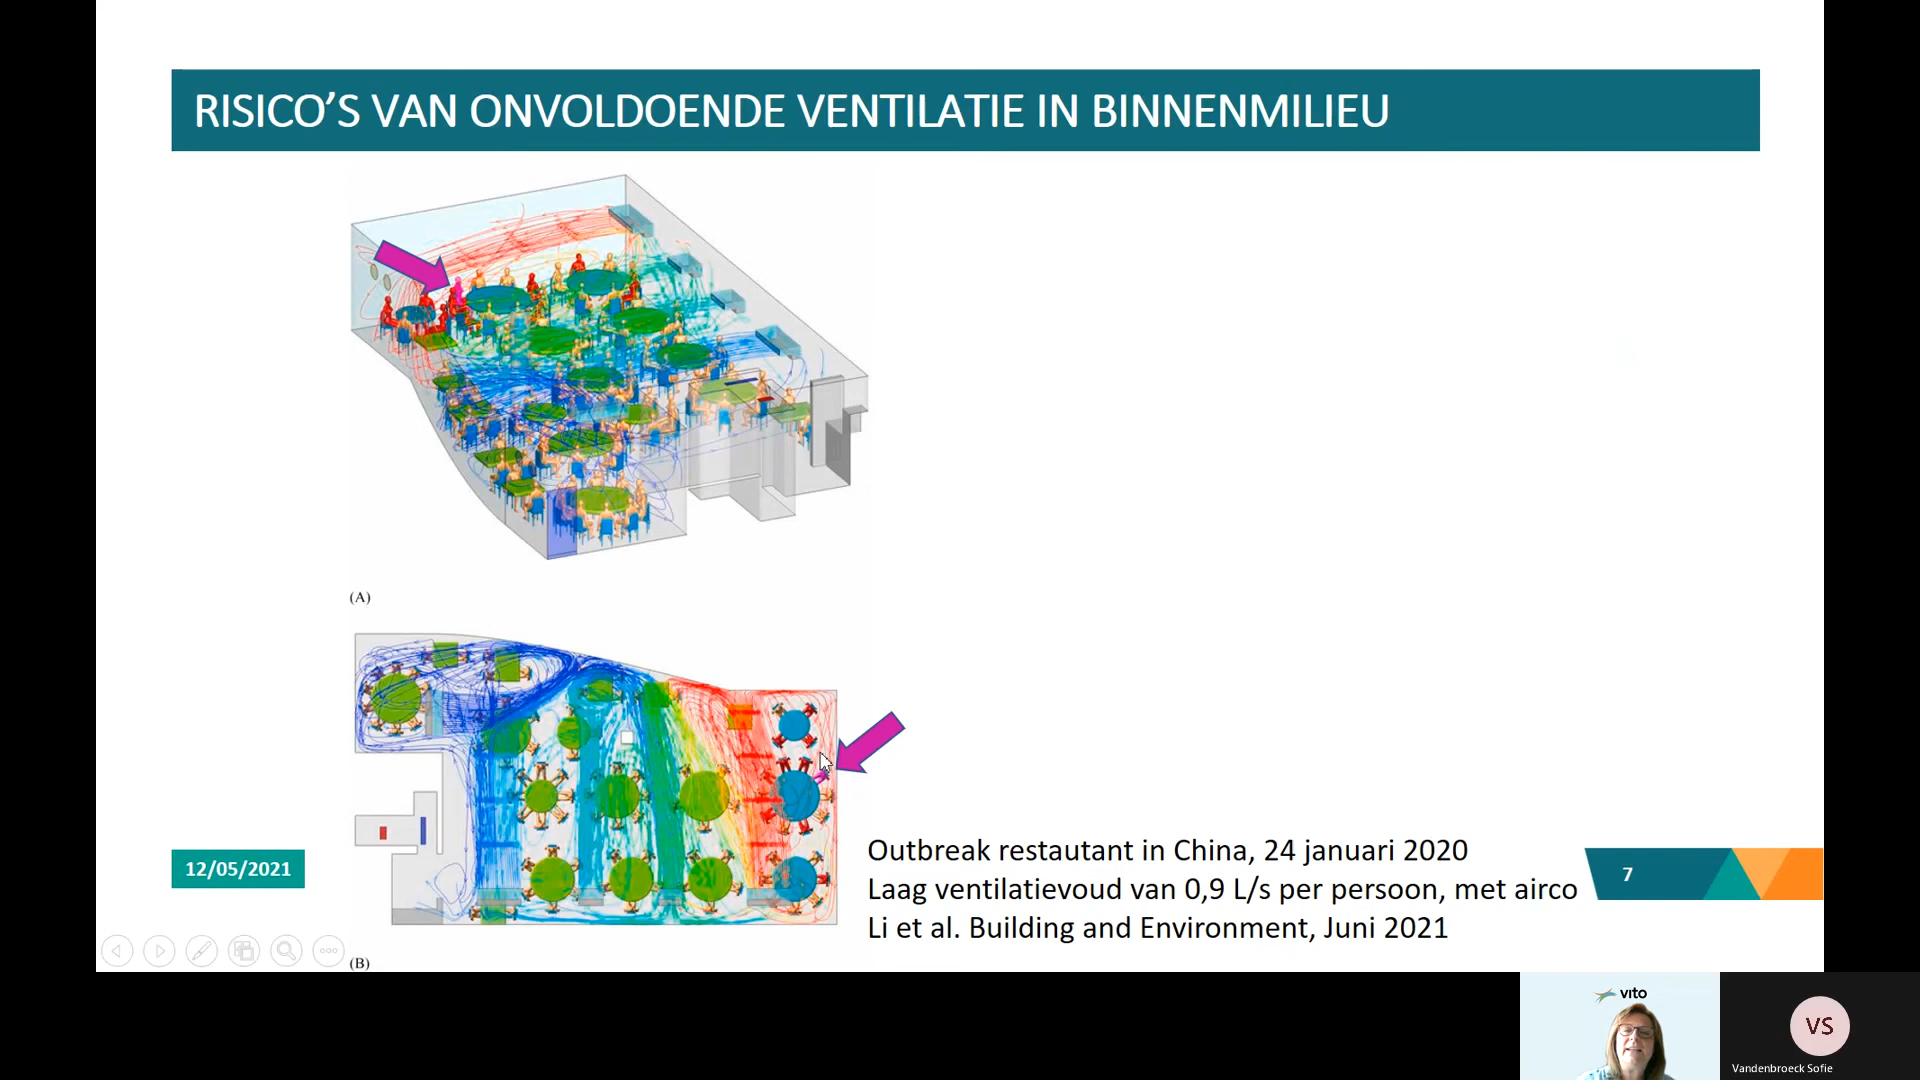 RISICO’S VAN ONVOLDOENDE VENTILATIE IN BINNENMILIEU
(A)
Outbreak restautant in China, 24 januari 2020
Laag ventilatievoud van 0,9 L/s per persoon, met airco
Li et al. Building and Environment, Juni 2021
12/05/2021
7
(B)
vito
VS
Vandenbroeck Sofie